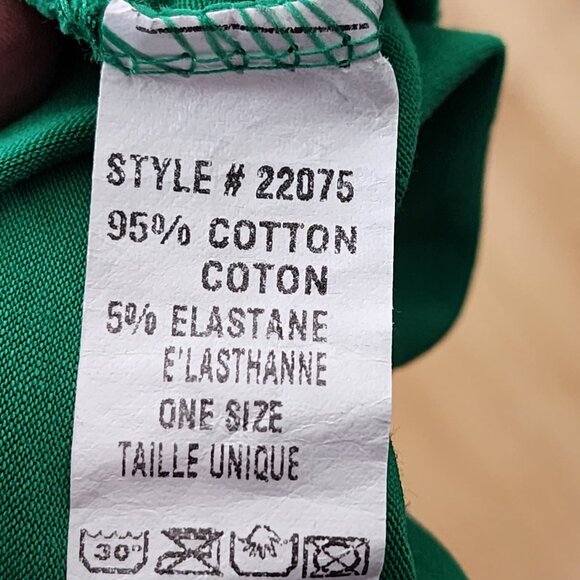 STYLE # 22075
95% COTTON
COTON
5% ELASTANE
E'LASTHANNE
ONE SIZE
TAILLE UNIQUE
30°